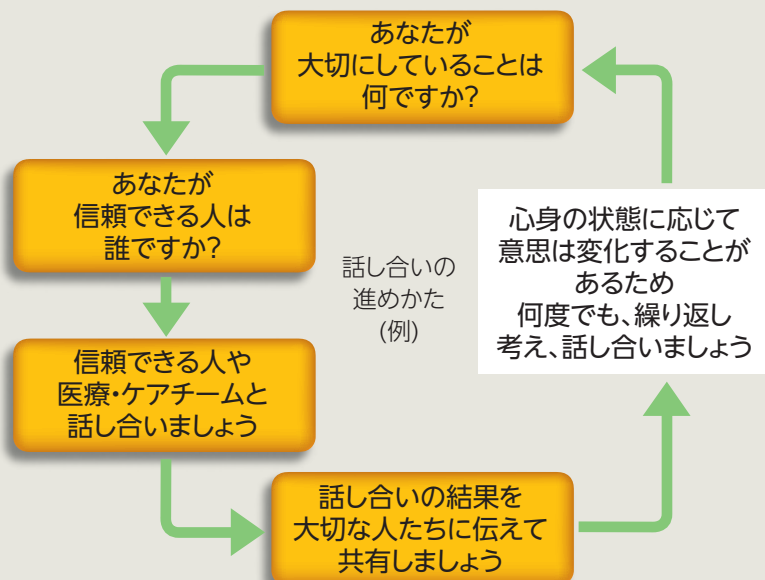 あなたが
大切にしていることは
何ですか?
あなたが
信頼できる人は
誰ですか?
信頼できる人や
医療・ケアチームと
話し合いましょう
話し合いの結果を
大切な人たちに伝えて
共有しましょう
心身の状態に応じて
意思は変化することが
あるため
何度でも、繰り返し
考え、話し合いましょう
話し合いの
進めかた
(例)